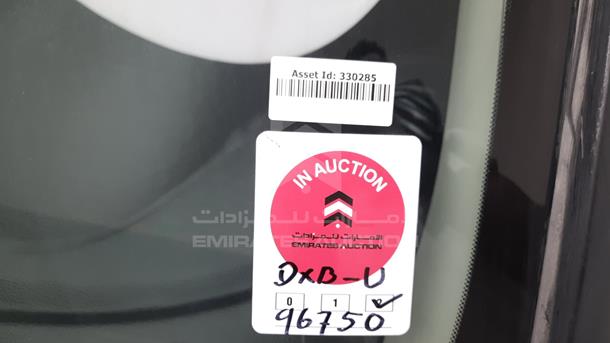 Asset Id: 330285
IN AUCTION
الإمارات للمزادات
EMIRATES AUCTION
DXB-U
0 1
96750